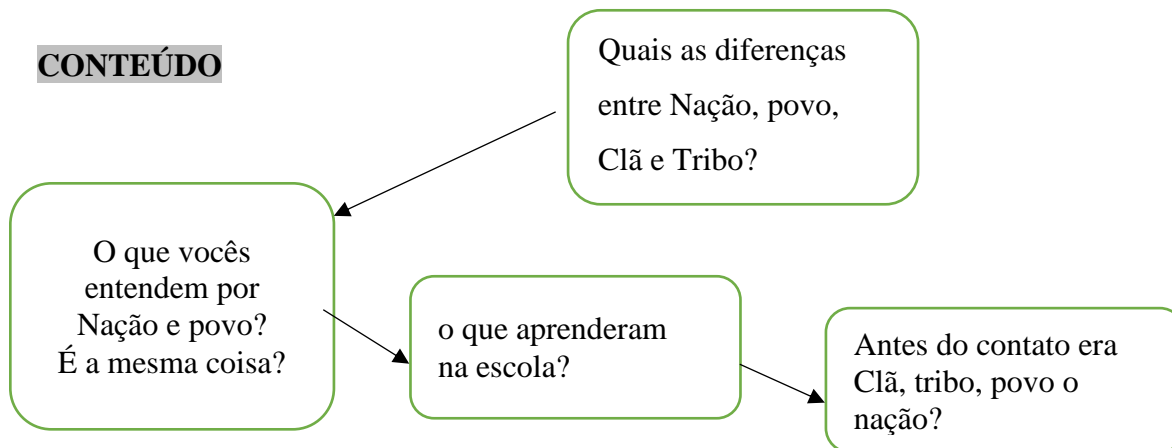 CONTEÚDO
Quais as diferenças
entre Nação, povo,
Clã e Tribo?
O que vocês
entendem por
Nação e povo?
É a mesma coisa?
o que aprenderam
na escola?
Antes do contato era
Clã, tribo, povo o
nação?